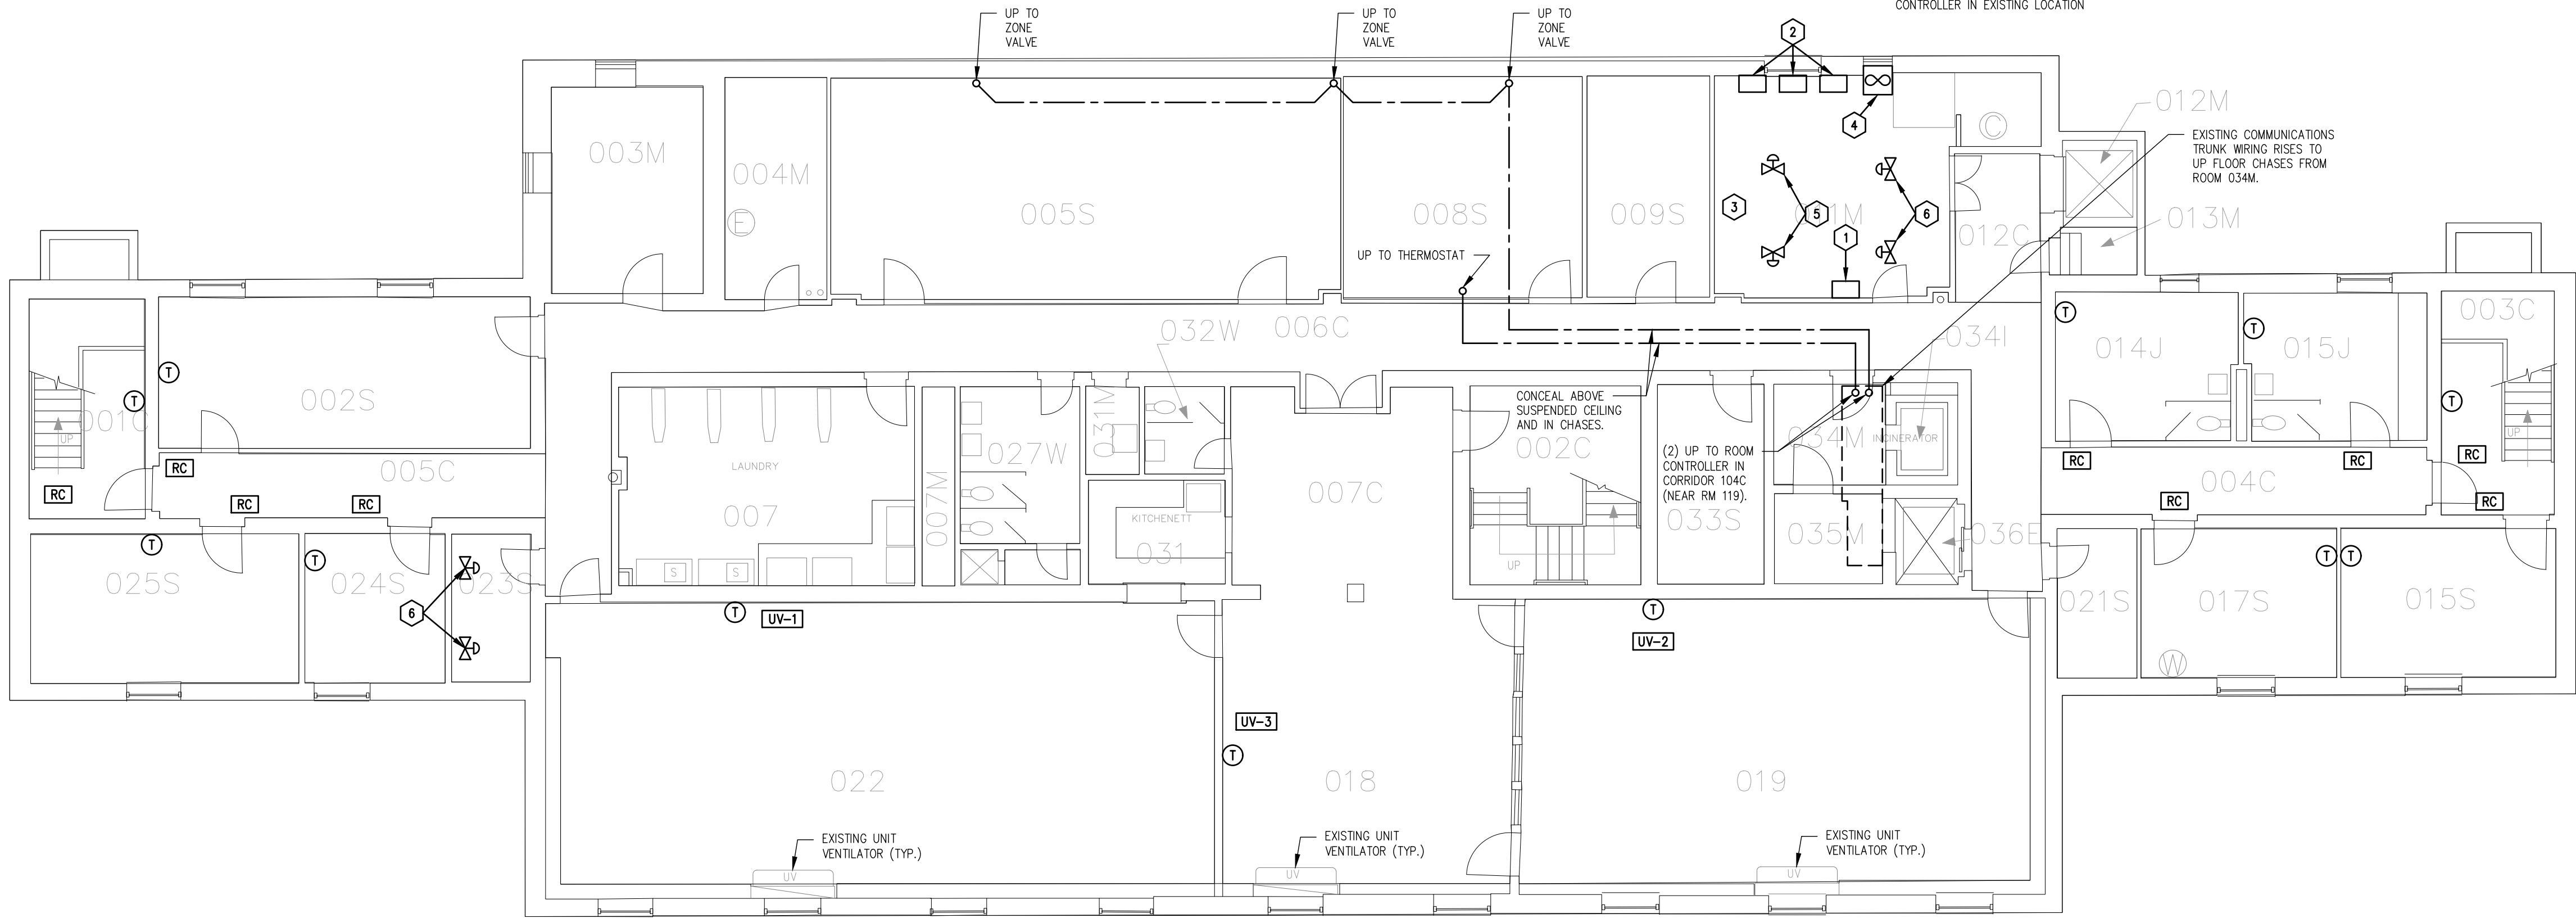 CONTROLLER IN EXISTING LOCATION
UP TO
ZONE
VALVE
UP TO
ZONE
VALVE
UP TO
ZONE
VALVE
2
4
C
012M
EXISTING COMMUNICATIONS
TRUNK WIRING RISES TO
UP FLOOR CHASES FROM
ROOM 034M.
003M
004M
E
005S
008S
009S
3
5
6
1
012C
013M
UP TO THERMOSTAT
032W
006C
034I
014J
015J
003C
T
T
T
T
T
001C
UP
002S
RC
RC
RC
RC
005C
LAUNDRY
007
S
S
007M
027W
031M
KITCHENETT
031
007C
CONCEAL ABOVE
SUSPENDED CEILING
AND IN CHASES.
002C
UP
(2) UP TO ROOM
CONTROLLER IN
CORRIDOR 104C
(NEAR RM 119).
033S
034M
INCINERATOR
035M
036E
RC
RC
RC
RC
RC
004C
UP
T
025S
T
024S
023S
6
T
UV-1
T
UV-2
021S
017S
W
T
T
015S
UV-3
T
022
018
019
EXISTING UNIT
VENTILATOR (TYP.)
UV
EXISTING UNIT
VENTILATOR (TYP.)
UV
EXISTING UNIT
VENTILATOR (TYP.)
UV